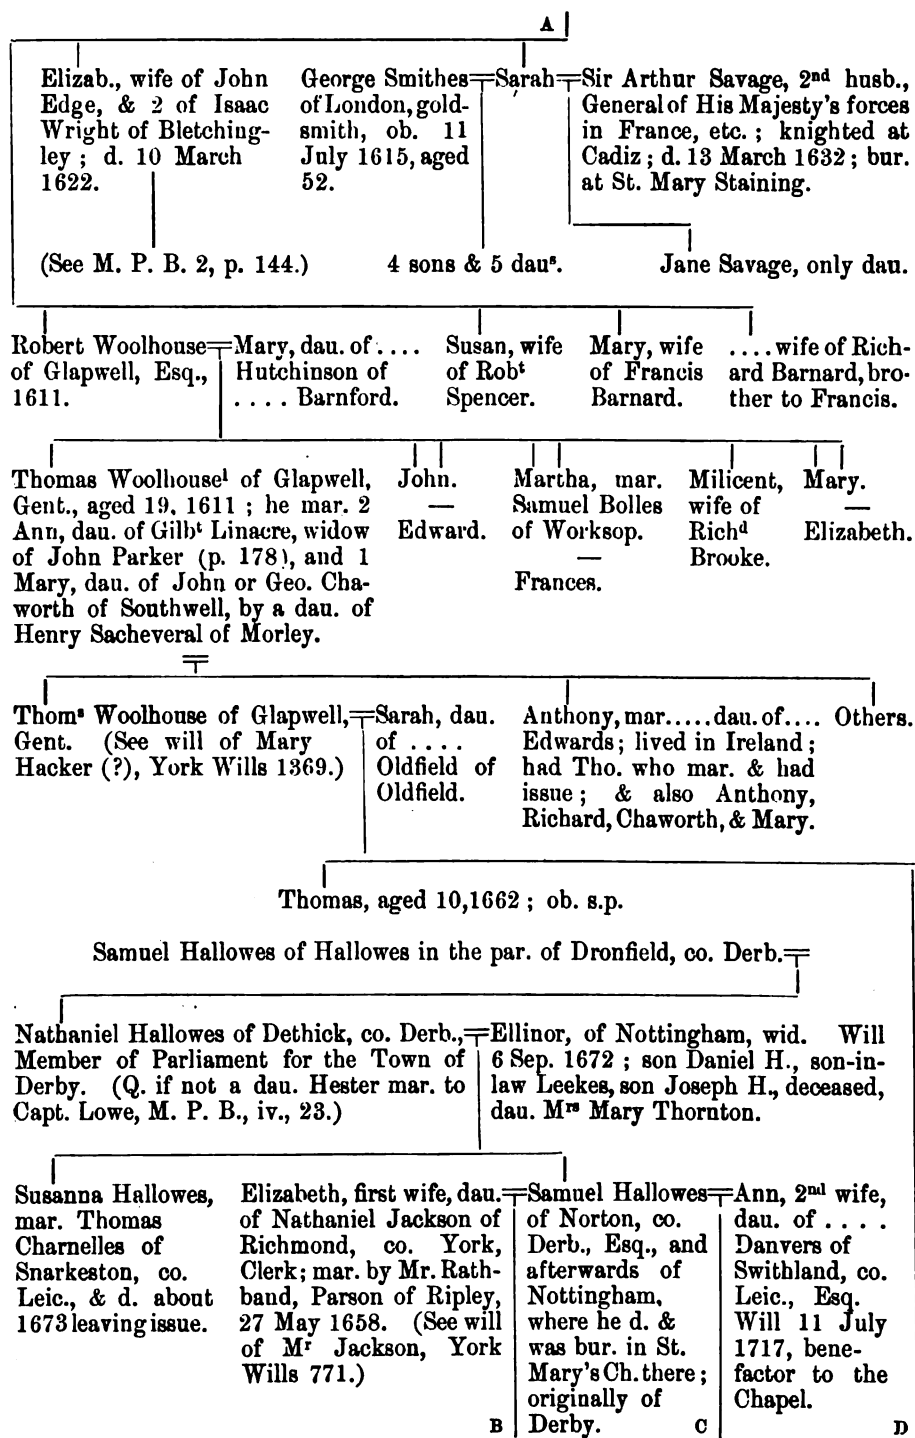 A
Elizab., wife of John
Edge, & 2 of Isaac
Wright of Bletching-
ley ; d. 10 March
1622.
George Smithes
of London, gold-
smith, ob. 11
July 1615, aged
52.
Sarah
Sir Arthur Savage, 2nd husb.,
General of His Majesty's forces
in France, etc. ; knighted at
Cadiz ; d. 13 March 1632 ; bur.
at St. Mary Staining.
(See M. P. B. 2, p. 144.)
4 sons & 5 daus.
Jane Savage, only dau.
Robert Woolhouse
of Glapwell, Esq.,
1611.
Mary, dau. of . . . .
Hutchinson of
. . . . Barnford.
Susan, wife
of Robt
Spencer.
Mary, wife
of Francis
Barnard.
. . . . wife of Rich-
ard Barnard, bro-
ther to Francis.
Thomas Woolhouse1 of Glapwell,
Gent., aged 19, 1611 ; he mar. 2
Ann, dau. of Gilbt Linacre, widow
of John Parker (p. 178), and 1
Mary, dau. of John or Geo. Cha-
worth of Southwell, by a dau. of
Henry Sacheveral of Morley.
John.
—
Edward.
Martha, mar.
Samuel Bolles
of Worksop.
—
Frances.
Milicent,
wife of
Richd
Brooke.
Mary.
—
Elizabeth.
Thoms Woolhouse of Glapwell,
Gent. (See will of Mary
Hacker (?), York Wills 1369.)
Sarah, dau.
of . . . .
Oldfield of
Oldfield.
Anthony, mar. . . . . dau. of . . . .
Edwards ; lived in Ireland ;
had Tho. who mar. & had
issue ; & also Anthony,
Richard, Chaworth, & Mary.
Others.
Thomas, aged 10, 1662 ; ob. s.p.
Samuel Hallowes of Hallowes in the par. of Dronfield, co. Derb.
Nathaniel Hallowes of Dethick, co. Derb.,
Member of Parliament for the Town of
Derby. (Q. if not a dau. Hester mar. to
Capt. Lowe, M. P. B., iv., 23.)
Ellinor, of Nottingham, wid. Will
6 Sep. 1672 ; son Daniel H., son-in-
law Leekes, son Joseph H., deceased,
dau. Mrs Mary Thornton.
Susanna Hallowes,
mar. Thomas
Charnelles of
Snarkeston, co.
Leic., & d. about
1673 leaving issue.
Elizabeth, first wife, dau.
of Nathaniel Jackson of
Richmond, co. York,
Clerk ; mar. by Mr. Rath-
band, Parson of Ripley,
27 May 1658. (See will
of Mr Jackson, York
Wills 771.)
Samuel Hallowes
of Norton, co.
Derb., Esq., and
afterwards of
Nottingham,
where he d. &
was bur. in St.
Mary's Ch. there ;
originally of
Derby.
Ann, 2nd wife,
dau. of . . . .
Danvers of
Swithland, co.
Leic., Esq.
Will 11 July
1717, bene-
factor to the
Chapel.
B
C
D